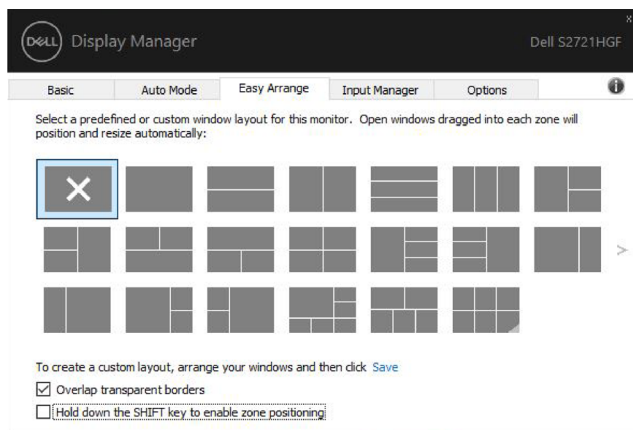 x
DELL Display Manager Dell S2721HGF
Basic Auto Mode Easy Arrange Input Manager Options i
Select a predefined or custom window layout for this monitor. Open windows dragged into each zone will
position and resize automatically:
>
To create a custom layout, arrange your windows and then click Save
Overlap transparent borders
Hold down the SHIFT key to enable zone positioning